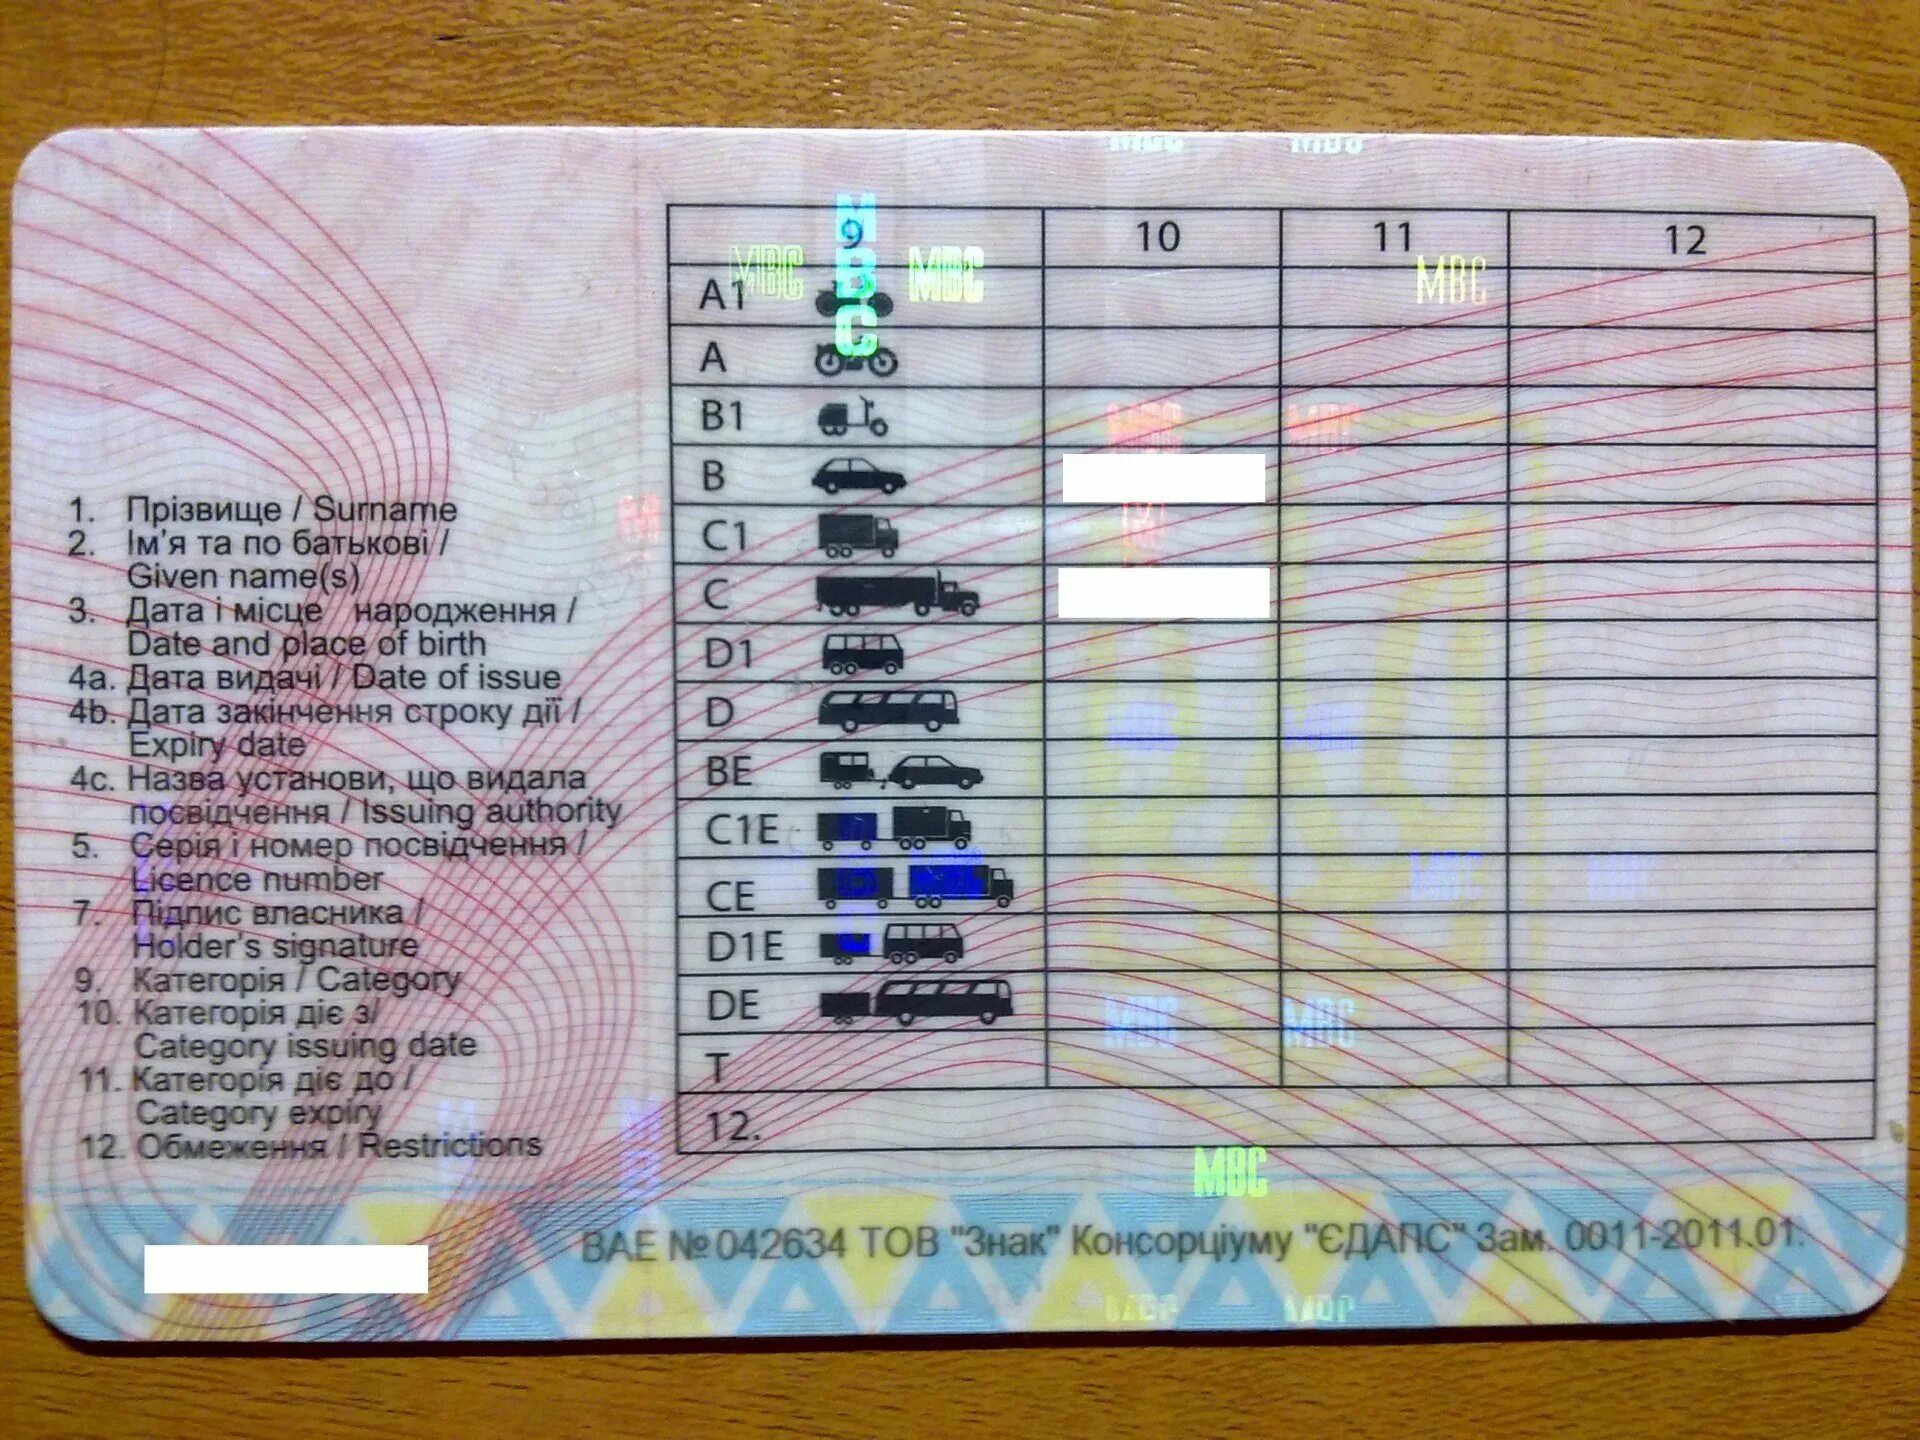 1. Прізвище / Surname
2. Ім'я та по батькові /
Given name(s)
3. Дата і місце народження /
Date and place of birth
4a. Дата видачі / Date of issue
4b. Дата закінчення строку дії /
Expiry date
4c. Назва установи, що видала
посвідчення / Issuing authority
5. Серія і номер посвідчення /
Licence number
7. Підпис власника /
Holder's signature
9. Категорія / Category
10. Категорія діє з/
Category issuing date
11. Категорія діє до /
Category expiry
12. Обмеження / Restrictions
9 10 11 12
A1
A
B1
B
C1
C
D1
D
BE
C1E
CE
D1E
DE
T
12.
МВС
МВС
МВС
МВС
МВС
ВАЕ №042634 ТОВ "Знак" Консорціуму "ЄДАПС" Зам. 0011-2011.01.